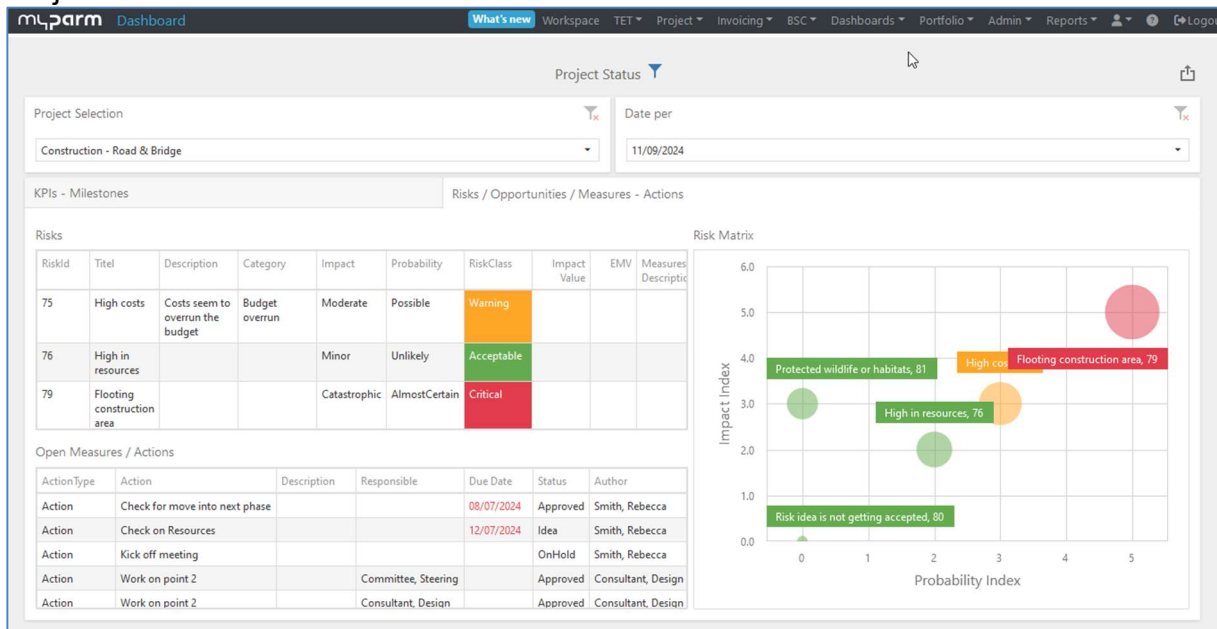 myparm Dashboard What's new Workspace TET Project Invoicing BSC Dashboards Portfolio Admin Reports Logou
Project Status
Project Selection
Construction - Road & Bridge
Date per
11/09/2024
KPIs - Milestones
Risks / Opportunities / Measures - Actions
Risks
RiskId Titel Description Category Impact Probability RiskClass Impact Value EMV Measures Descriptic
75 High costs Costs seem to overrun the budget Budget overrun Moderate Possible Warning
76 High in resources Minor Unlikely Acceptable
79 Flooting construction area Catastrophic AlmostCertain Critical
Open Measures / Actions
ActionType Action Description Responsible Due Date Status Author
Action Check for move into next phase 08/07/2024 Approved Smith, Rebecca
Action Check on Resources 12/07/2024 Idea Smith, Rebecca
Action Kick off meeting OnHold Smith, Rebecca
Action Work on point 2 Committee, Steering Approved Consultant, Design
Action Work on point 2 Consultant, Design Approved Consultant, Design
Risk Matrix
6.0
5.0
4.0
3.0
2.0
1.0
0.0
Impact Index
Protected wildlife or habitats, 81
High cos
Flooting construction area, 79
High in resources, 76
Risk idea is not getting accepted, 80
0 1 2 3 4 5
Probability Index